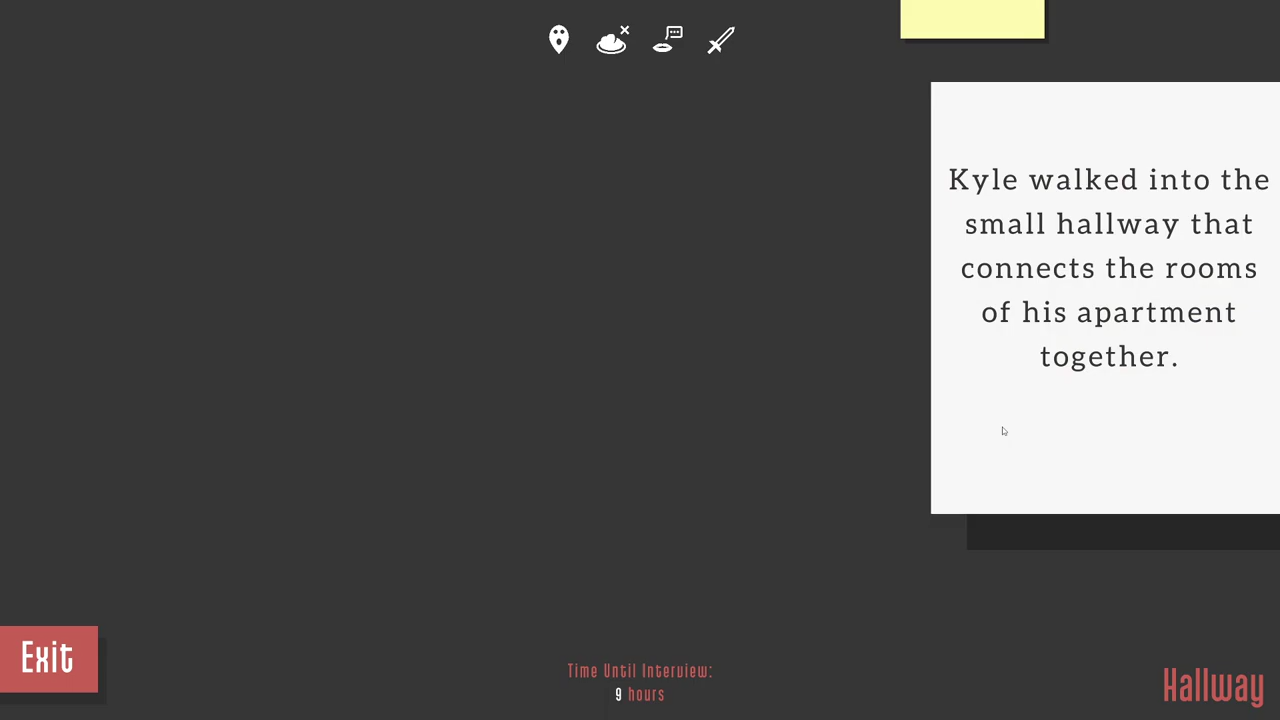 Kyle walked into the
small hallway that
connects the rooms
of his apartment
together.
Exit
Time Until Interview:
9 hours
Hallway